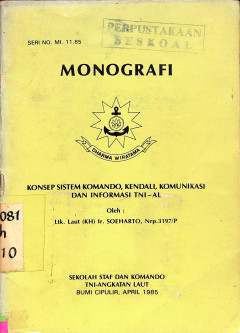 SERI NO. MI. 11.85
PERPUSTAKAAN
SESKOAL
MONOGRAFI
DHARMA WIRATAMA
KONSEP SISTEM KOMANDO, KENDALI, KOMUNIKASI
DAN INFORMASI TNI-AL
Oleh :
Ltk. Laut (KH) Ir. SOEHARTO, Nrp.3197/P
081
h
10
SEKOLAH STAF DAN KOMANDO
TNI-ANGKATAN LAUT
BUMI CIPULIR, APRIL 1985